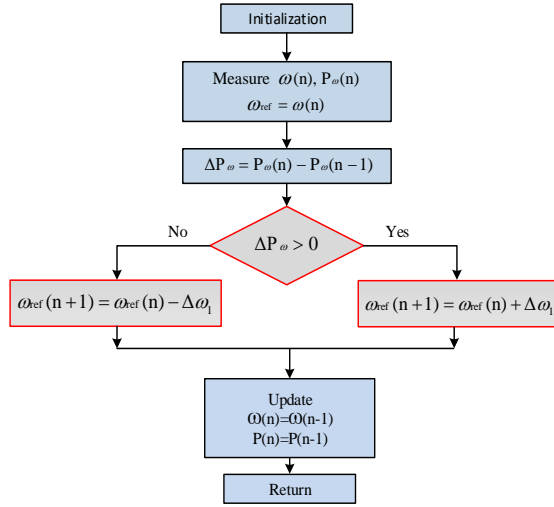 Initialization
Measure ω(n), Pω(n)
ωref = ω(n)
ΔPω = Pω(n) − Pω(n − 1)
No
ΔPω > 0
Yes
ωref(n + 1) = ωref(n) − Δω1
ωref(n + 1) = ωref(n) + Δω1
Update
ω(n)=ω(n-1)
P(n)=P(n-1)
Return